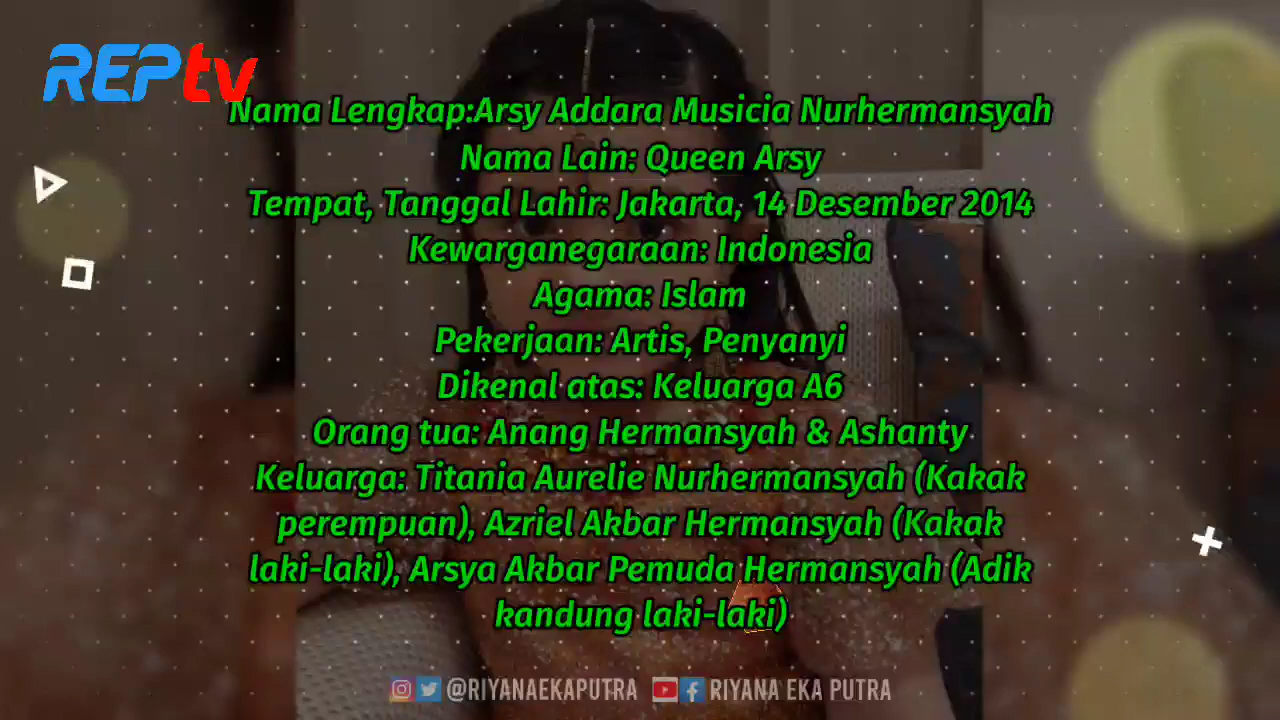 REPtv
Nama Lengkap:Arsy Addara Musicia Nurhermansyah
Nama Lain: Queen Arsy
Tempat, Tanggal Lahir: Jakarta, 14 Desember 2014
Kewarganegaraan: Indonesia
Agama: Islam
Pekerjaan: Artis, Penyanyi
Dikenal atas: Keluarga A6
Orang tua: Anang Hermansyah & Ashanty
Keluarga: Titania Aurelie Nurhermansyah (Kakak
perempuan), Azriel Akbar Hermansyah (Kakak
laki-laki), Arsya Akbar Pemuda Hermansyah (Adik
kandung laki-laki)
@RIYANAEKAPUTRA RIYANA EKA PUTRA